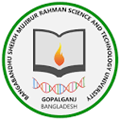 BANGABANDHU SHEIKH MUJIBUR RAHMAN SCIENCE AND TECHNOLOGY UNIVERSITY
GOPALGANJ
BANGLADESH